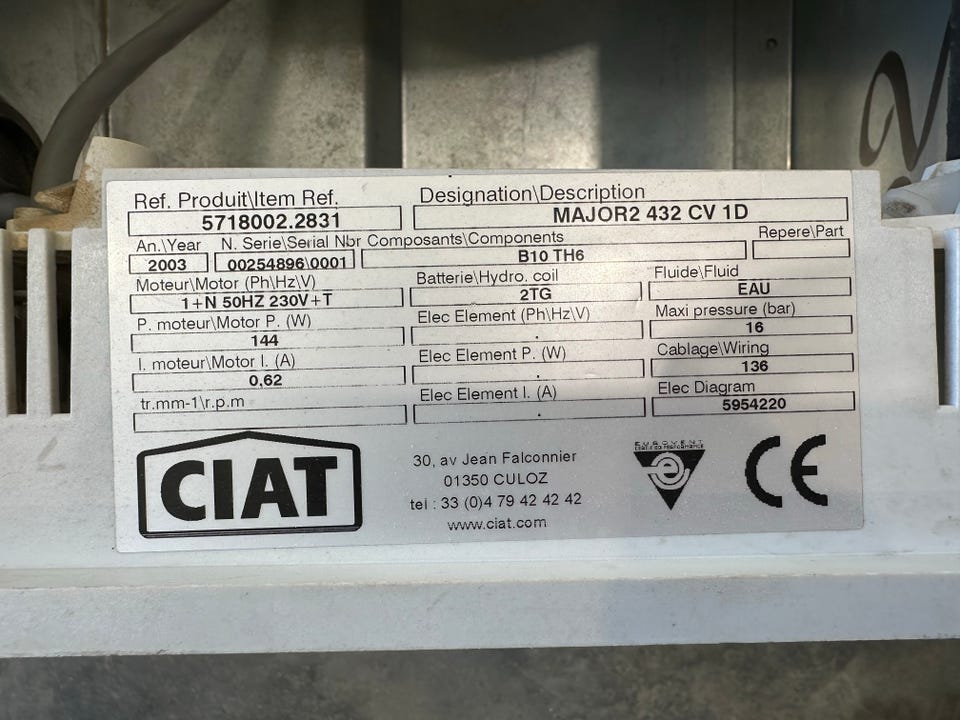 Ref. Produit\Item Ref. Designation\Description
5718002.2831 MAJOR2 432 CV 1D
An.\Year N. Serie\Serial Nbr Composants\Components Repere\Part
2003 00254896\0001 B10 TH6
Moteur\Motor (Ph\Hz\V) Batterie\Hydro. coil Fluide\Fluid
1+N 50HZ 230V+T 2TG EAU
P. moteur\Motor P. (W) Elec Element (Ph\Hz\V) Maxi pressure (bar)
144 . 16
I. moteur\Motor I. (A) Elec Element P. (W) Cablage\Wiring
0,62 . 136
tr.mm-1\r.p.m Elec Element I. (A) Elec Diagram
. 5954220
CIAT
30, av Jean Falconnier
01350 CULOZ
tel : 33 (0)4 79 42 42 42
www.ciat.com
EUROVENT
CERTIFIED PERFORMANCE
CE